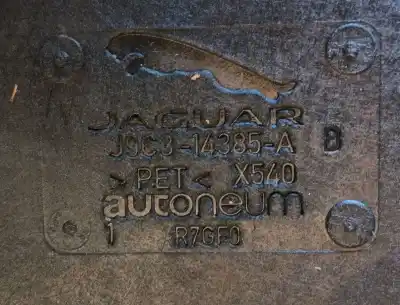 JAGUAR
J9C3-14385-A B
>PET< X540
autoneum
1 R7GF0